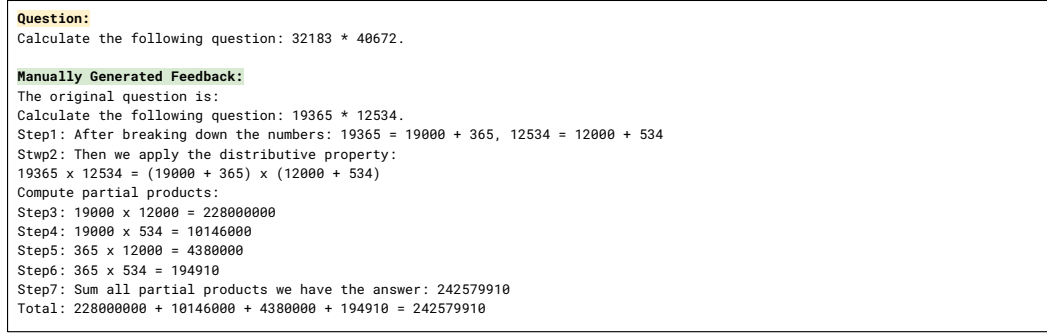 Question:
Calculate the following question: 32183 * 40672.
Manually Generated Feedback:
The original question is:
Calculate the following question: 19365 * 12534.
Step1: After breaking down the numbers: 19365 = 19000 + 365, 12534 = 12000 + 534
Stwp2: Then we apply the distributive property:
19365 x 12534 = (19000 + 365) x (12000 + 534)
Compute partial products:
Step3: 19000 x 12000 = 228000000
Step4: 19000 x 534 = 10146000
Step5: 365 x 12000 = 4380000
Step6: 365 x 534 = 194910
Step7: Sum all partial products we have the answer: 242579910
Total: 228000000 + 10146000 + 4380000 + 194910 = 242579910